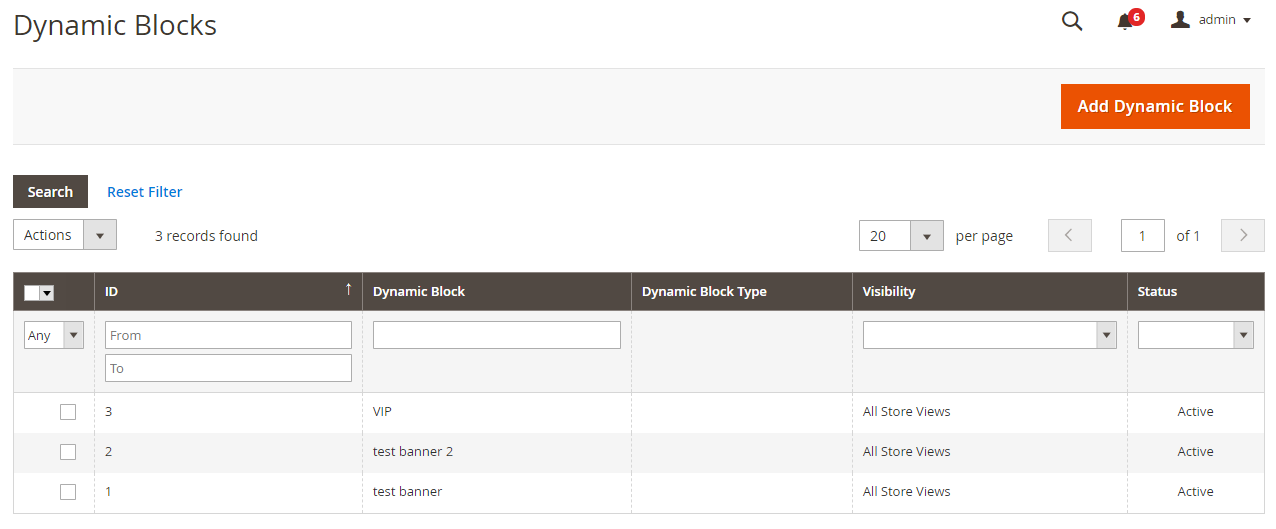 Dynamic Blocks
6
admin
Add Dynamic Block
Search Reset Filter
Actions 3 records found 20 per page 1 of 1
ID ↑ Dynamic Block Dynamic Block Type Visibility Status
Any From
To
3 VIP All Store Views Active
2 test banner 2 All Store Views Active
1 test banner All Store Views Active